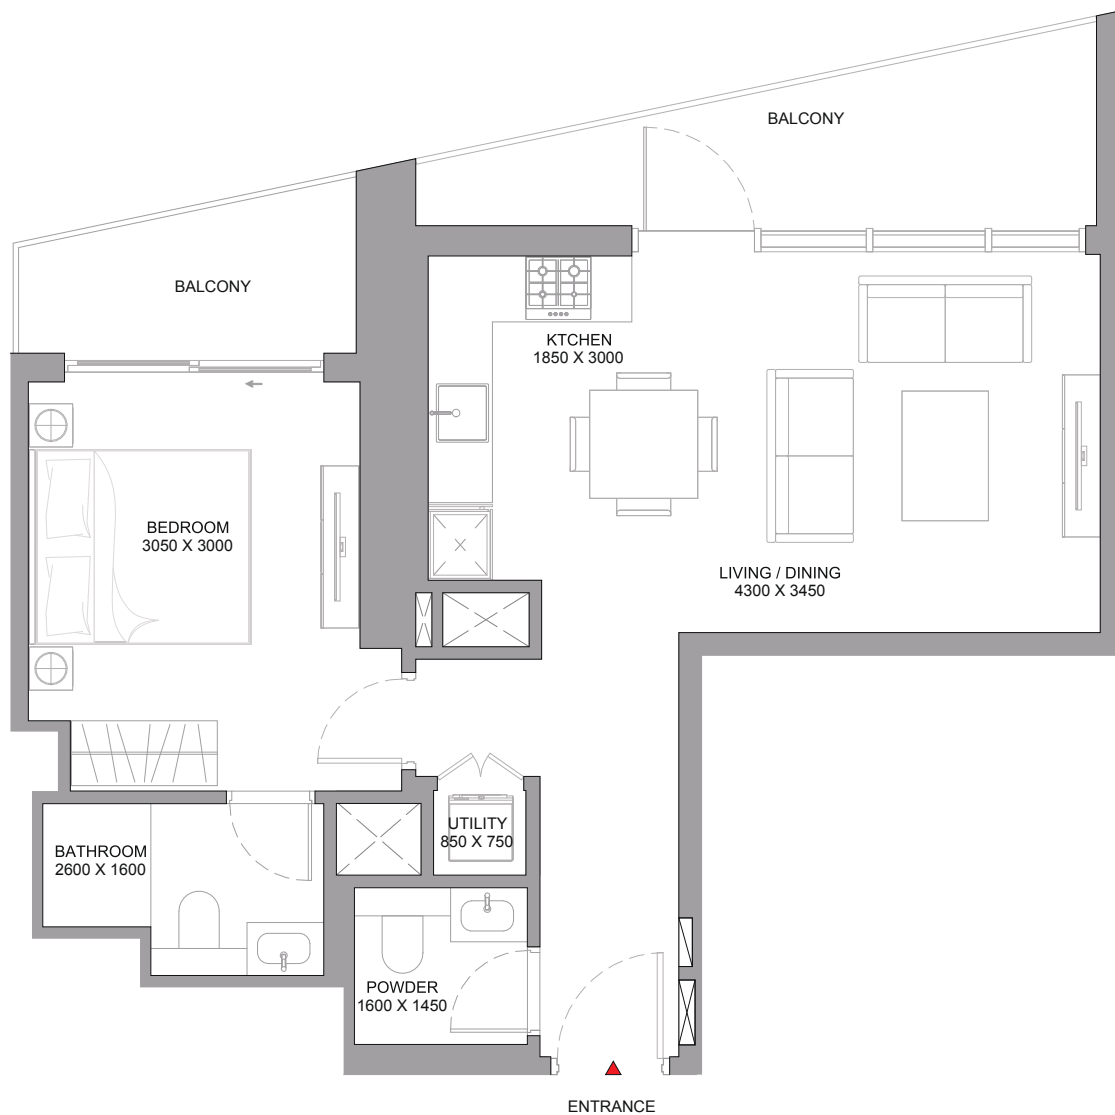 BALCONY
BALCONY
KTCHEN
1850 X 3000
BEDROOM
3050 X 3000
LIVING / DINING
4300 X 3450
UTILITY
850 X 750
BATHROOM
2600 X 1600
POWDER
1600 X 1450
ENTRANCE